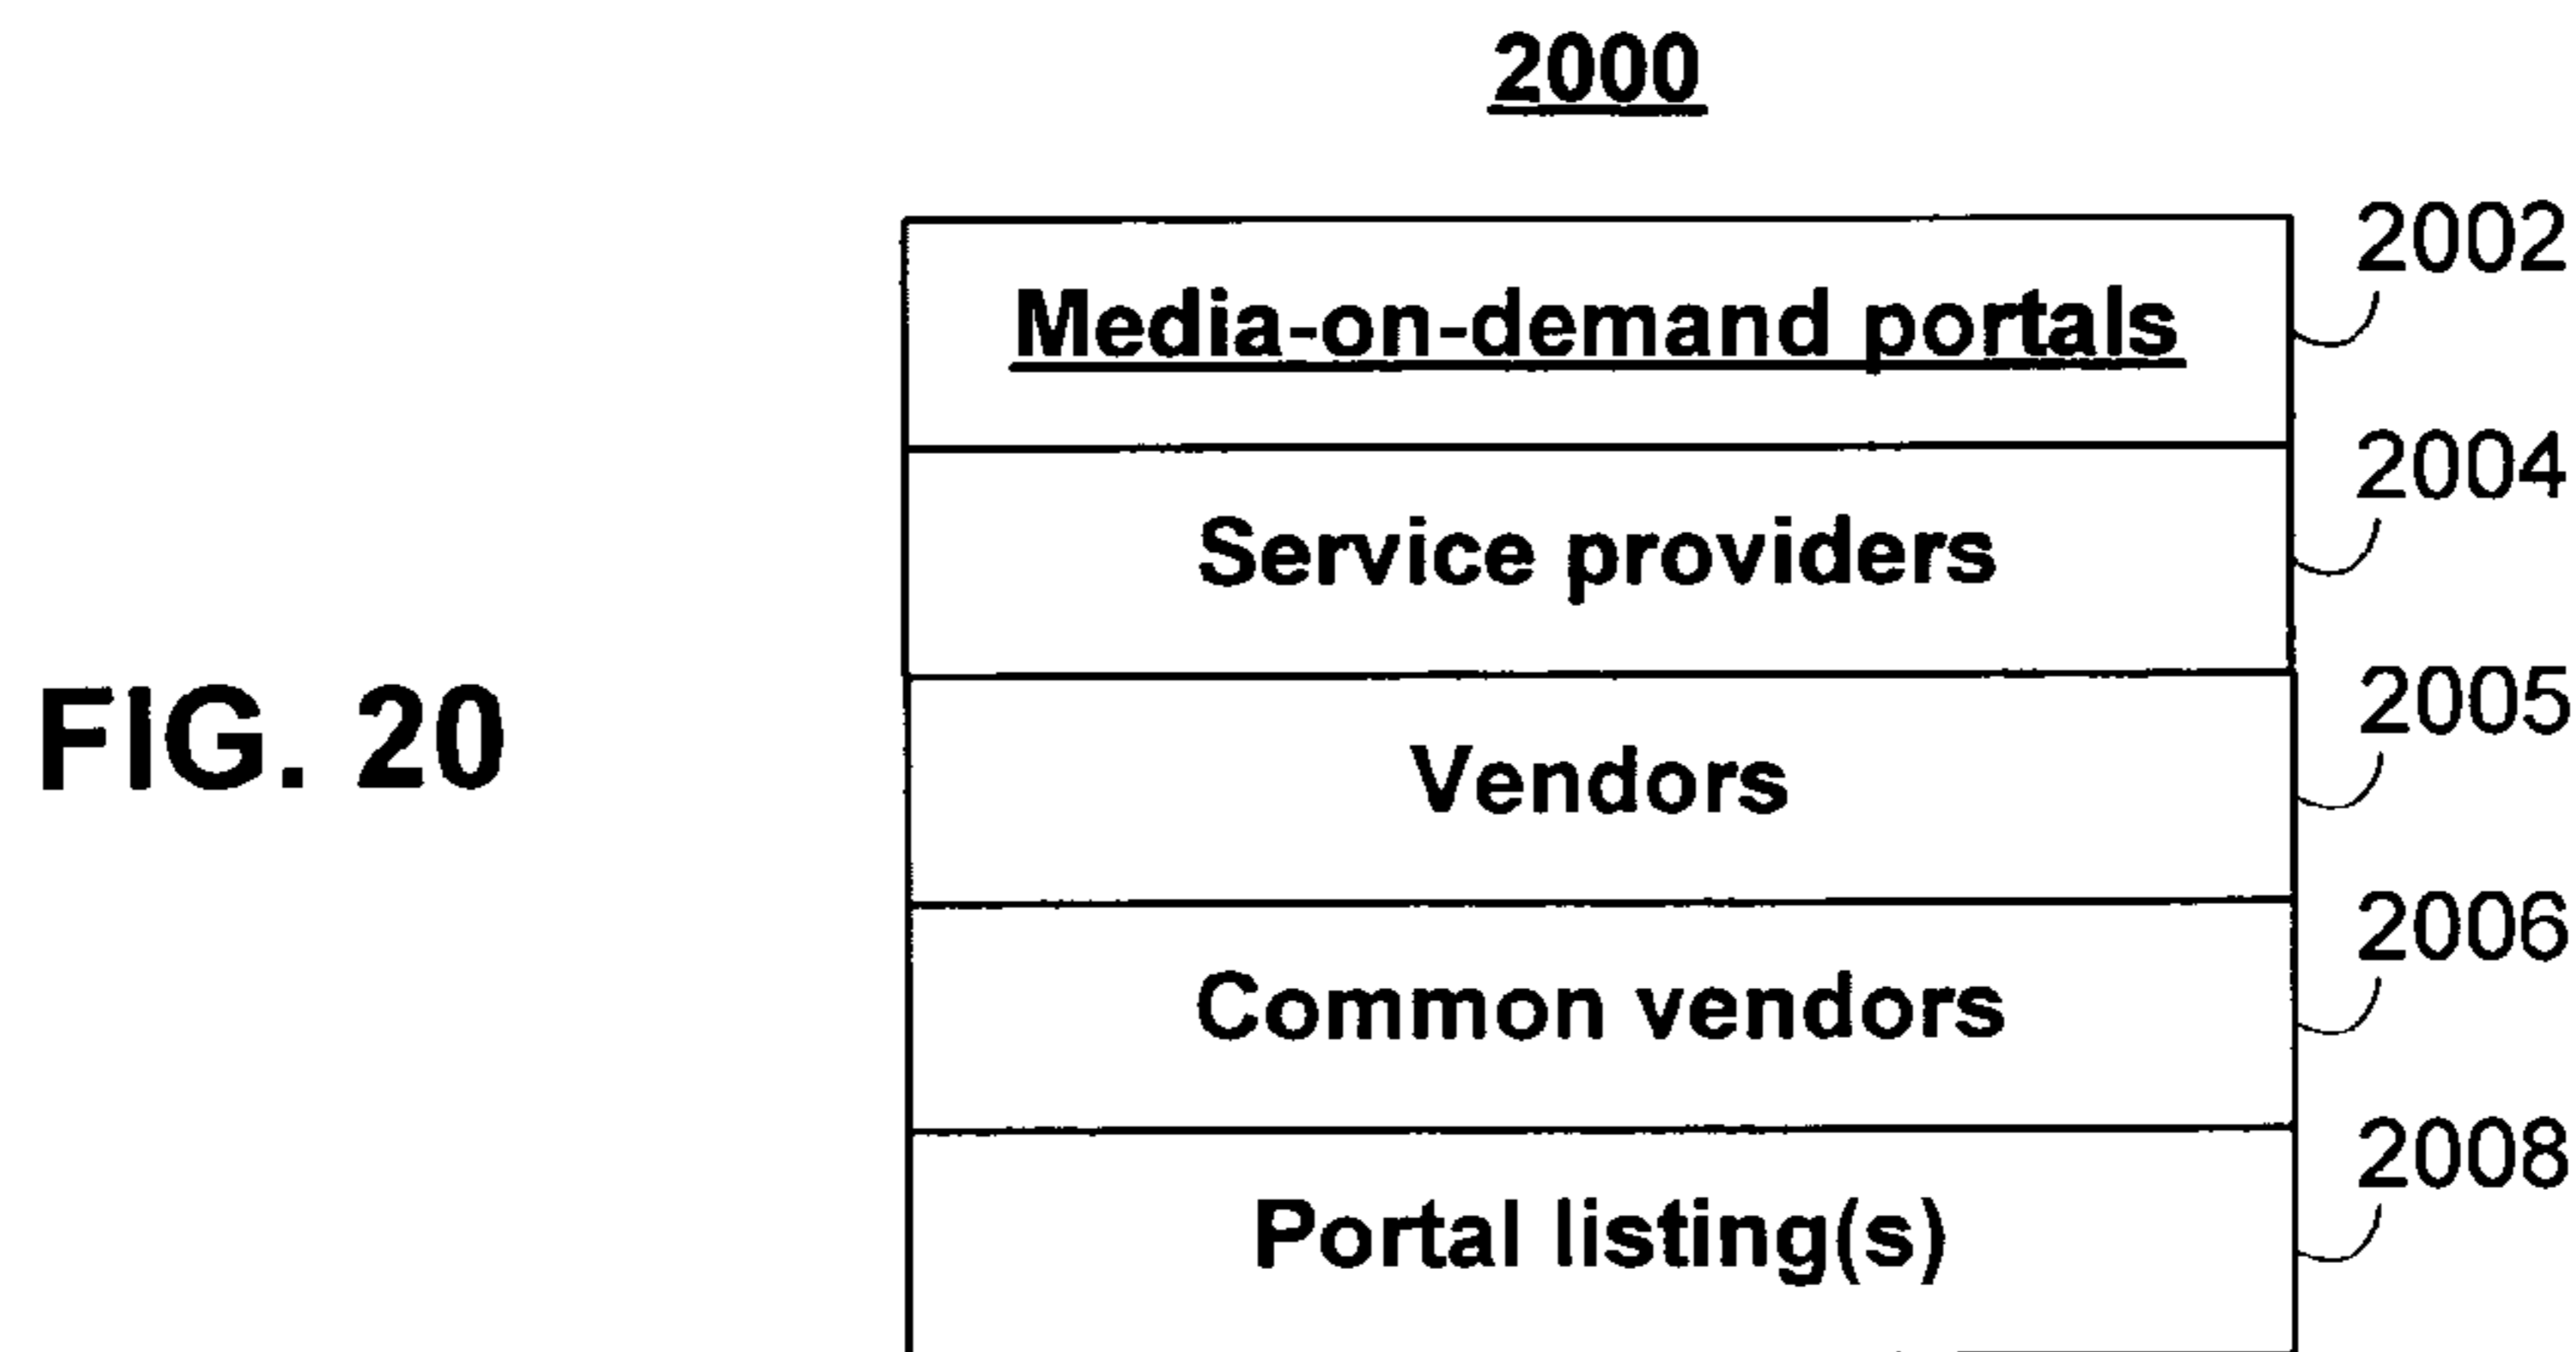 2000
Media-on-demand portals
2002
Service providers
2004
FIG. 20
Vendors
2005
Common vendors
2006
Portal listing(s)
2008